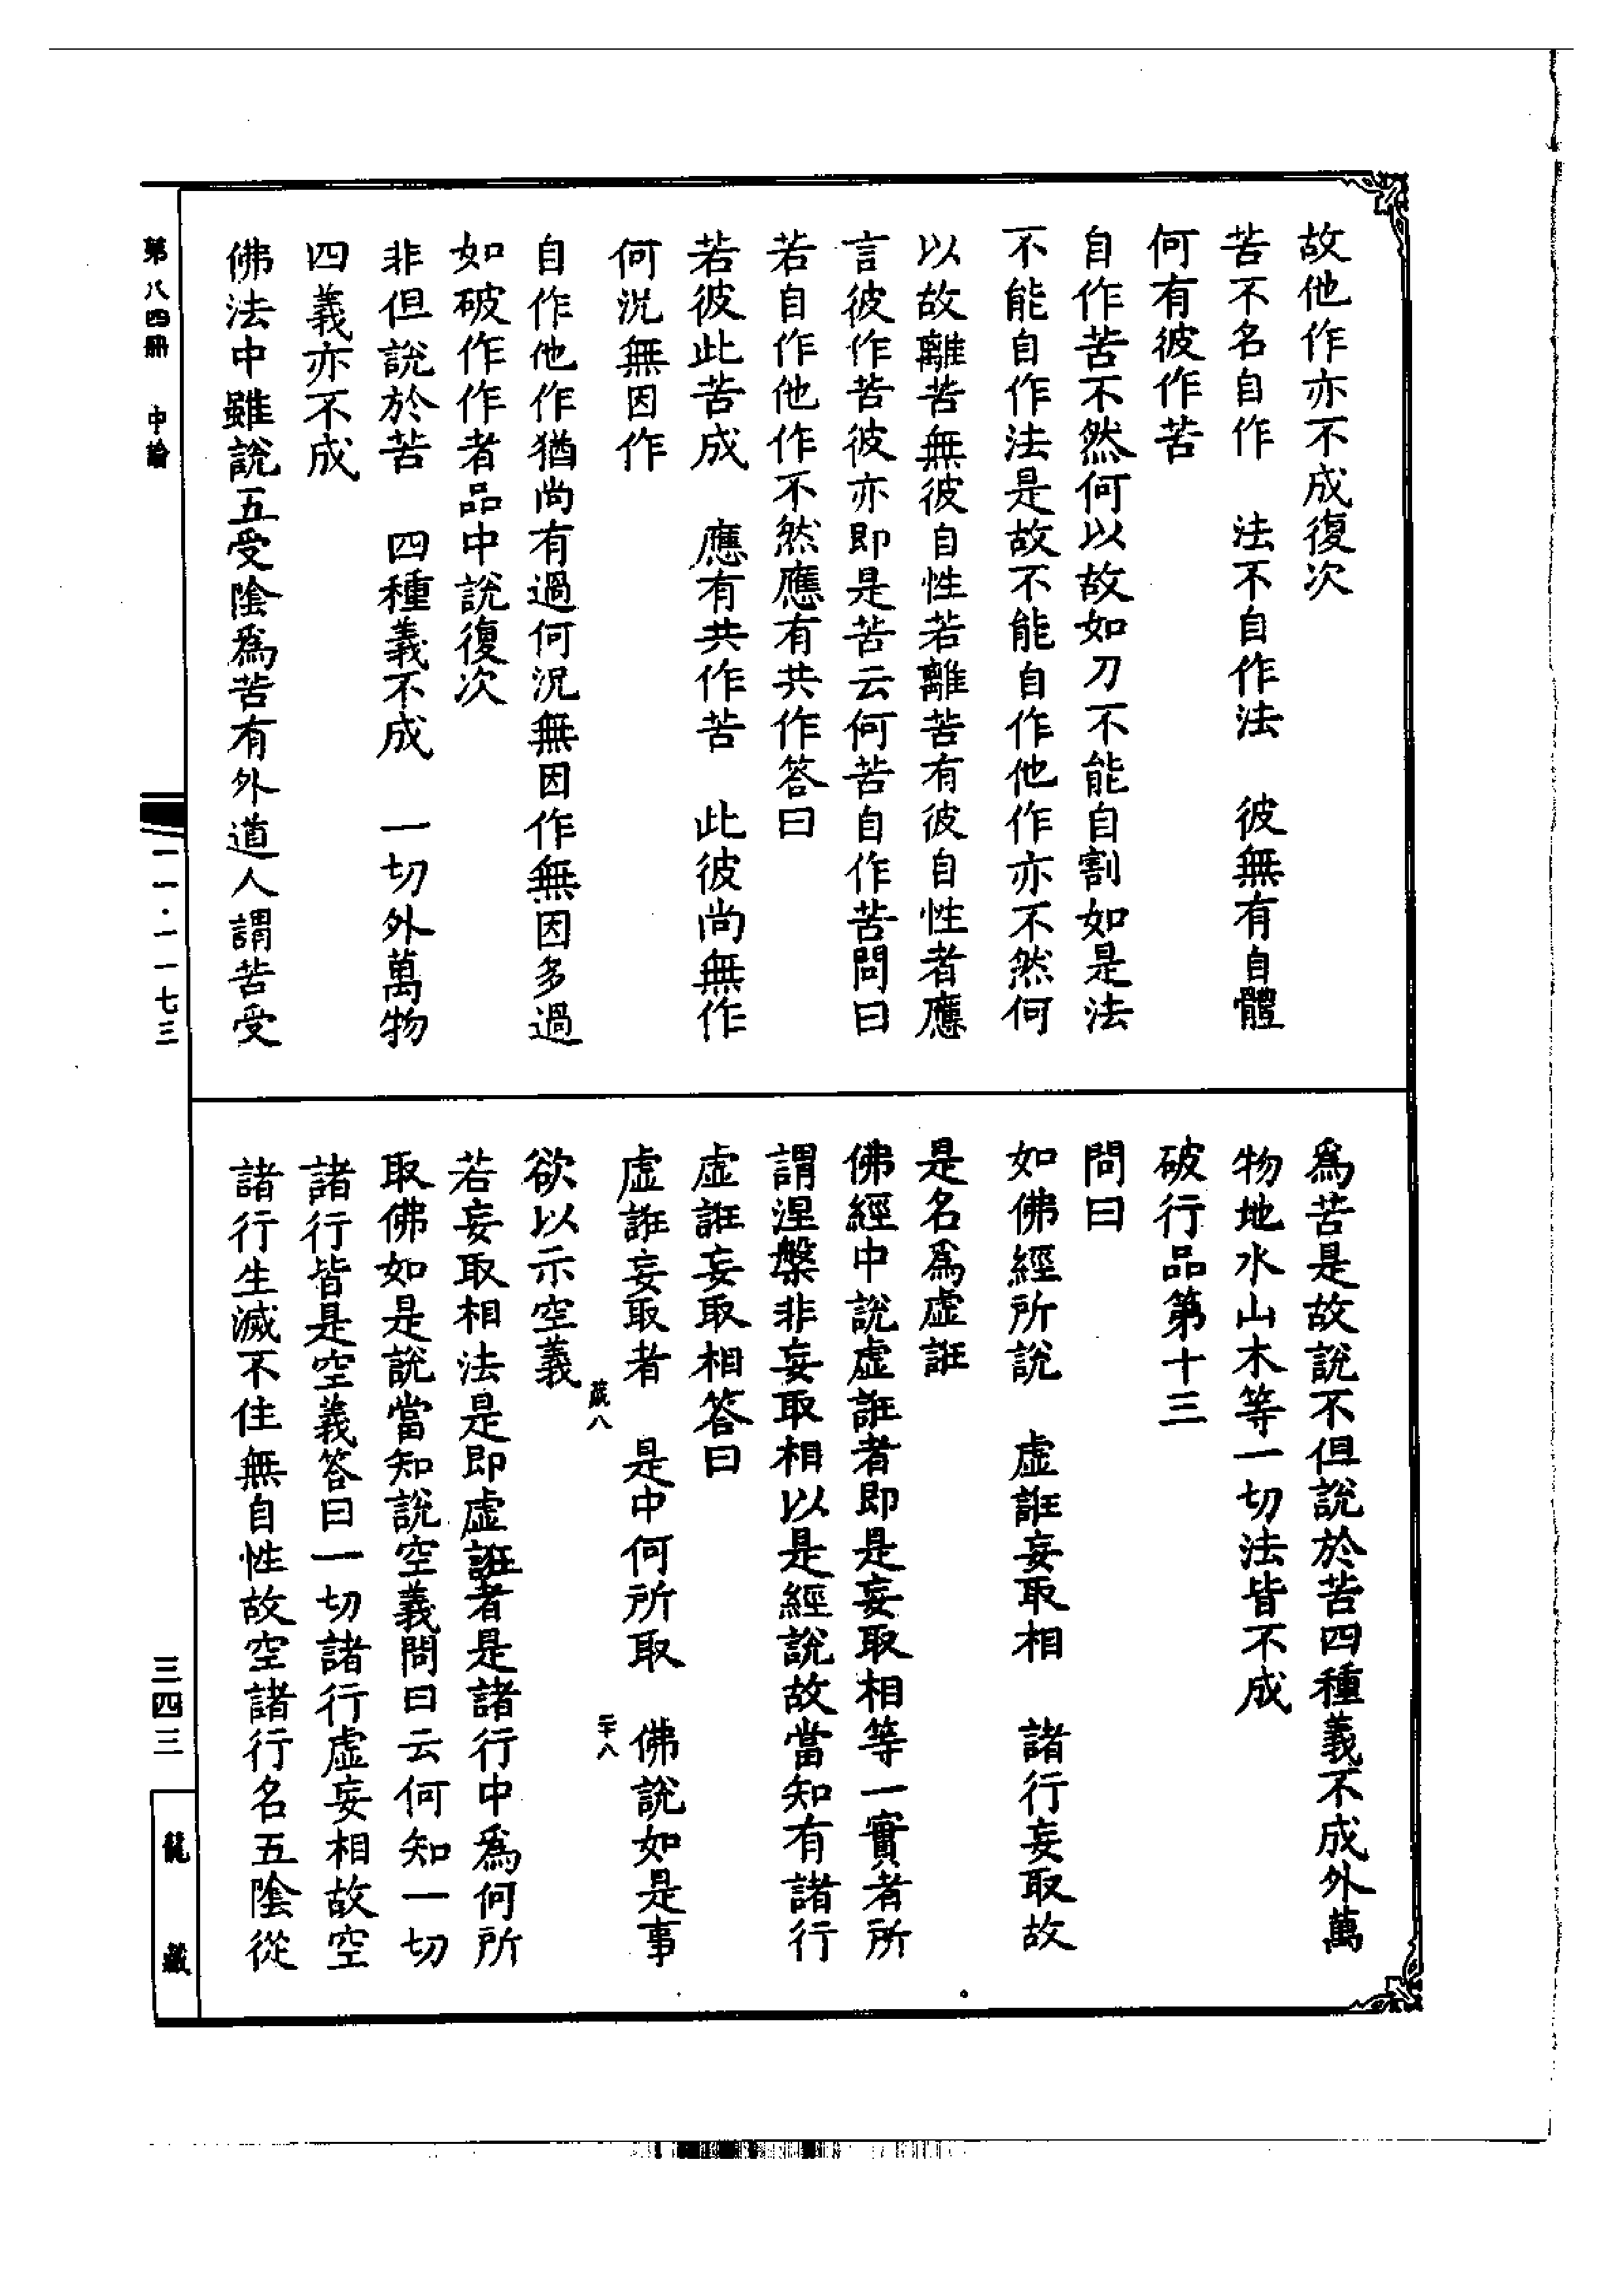 故他作亦不成復次
苦不名自作　法不自作法　彼無有自體
何有彼作苦
自作苦不然何以故如刀不能自割如是法
不能自作法是故不能自作他作亦不然何
以故離苦無彼自性若離苦有彼自性者應
言彼作苦彼亦即是苦云何苦自作苦問曰
若自作他作不然應有共作答曰
若彼此苦成　應有共作苦　此彼尚無作
何況無因作
自作他作猶尚有過何況無因作無因多過
如破作作者品中說復次
非但說於苦　四種義不成　一切外萬物
四義亦不成
佛法中雖說五受陰為苦有外道人謂苦受
為苦是故說不但說於苦四種義不成外萬
物地水山木等一切法皆不成
破行品第十三
問曰
如佛經所說　虛誑妄取相　諸行妄取故
是名為虛誑
佛經中說虛誑者即是妄取相等一實者所
謂涅槃非妄取相以是經說故當知有諸行
虛誑妄取相答曰
虛誑妄取者　是中何所取　佛說如是事
欲以示空義
若妄取相法是即虛誑者是諸行中為何所
取佛如是說當知說空義問曰云何知一切
諸行皆是空義答曰一切諸行虛妄相故空
諸行生滅不住無自性故空諸行名五陰從
第八四冊　中論
一一·一一七三
三四三
龍藏